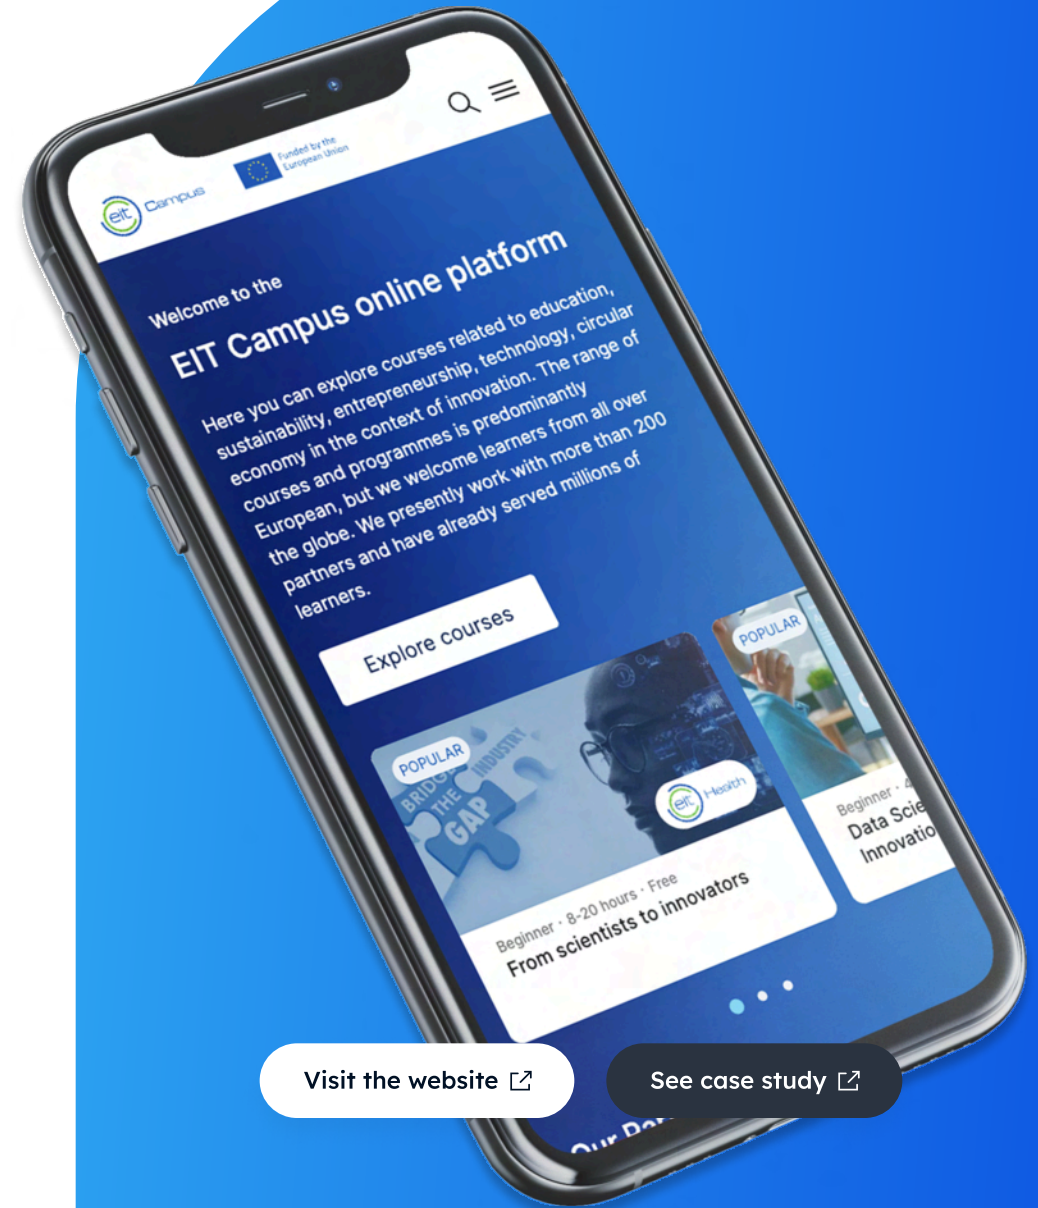 eit Campus
Funded by the
European Union
Welcome to the
EIT Campus online platform
Here you can explore courses related to education,
sustainability, entrepreneurship, technology, circular
economy in the context of innovation. The range of
courses and programmes is predominantly
European, but we welcome learners from all over
the globe. We presently work with more than 200
partners and have already served millions of
learners.
Explore courses
POPULAR
BRIDGE
THE
GAP
INDUSTRY
eit Health
Beginner · 8-20 hours · Free
From scientists to innovators
POPULAR
Beginner · 4
Data Scie
Innovatio
Visit the website
See case study
Our